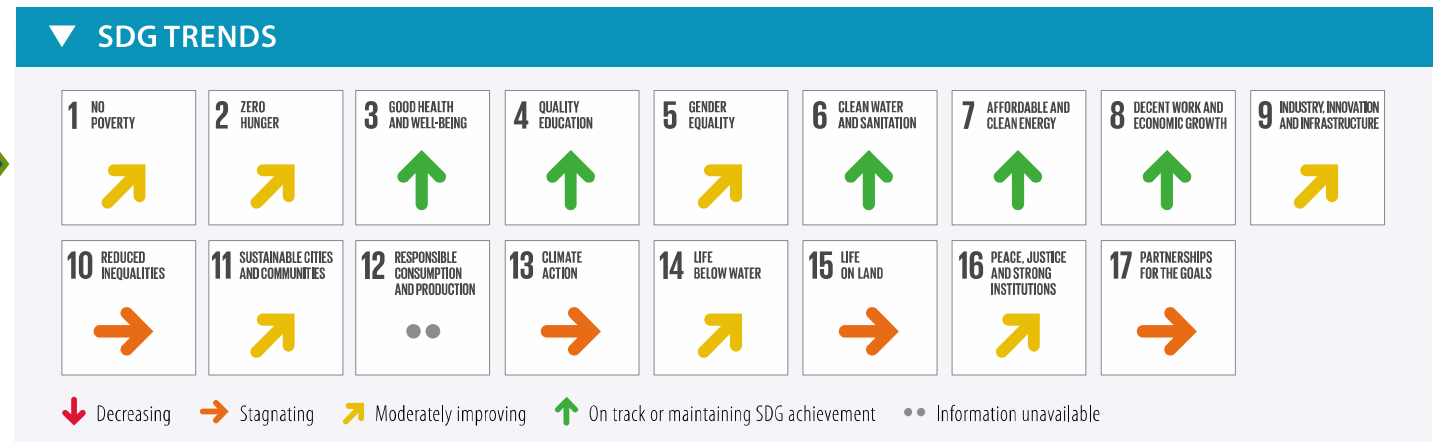 SDG TRENDS
1 NO
POVERTY
2 ZERO
HUNGER
3 GOOD HEALTH
AND WELL-BEING
4 QUALITY
EDUCATION
5 GENDER
EQUALITY
6 CLEAN WATER
AND SANITATION
7 AFFORDABLE AND
CLEAN ENERGY
8 DECENT WORK AND
ECONOMIC GROWTH
9 INDUSTRY, INNOVATION
AND INFRASTRUCTURE
10 REDUCED
INEQUALITIES
11 SUSTAINABLE CITIES
AND COMMUNITIES
12 RESPONSIBLE
CONSUMPTION
AND PRODUCTION
13 CLIMATE
ACTION
14 LIFE
BELOW WATER
15 LIFE
ON LAND
16 PEACE, JUSTICE
AND STRONG
INSTITUTIONS
17 PARTNERSHIPS
FOR THE GOALS
Decreasing Stagnating Moderately improving On track or maintaining SDG achievement Information unavailable